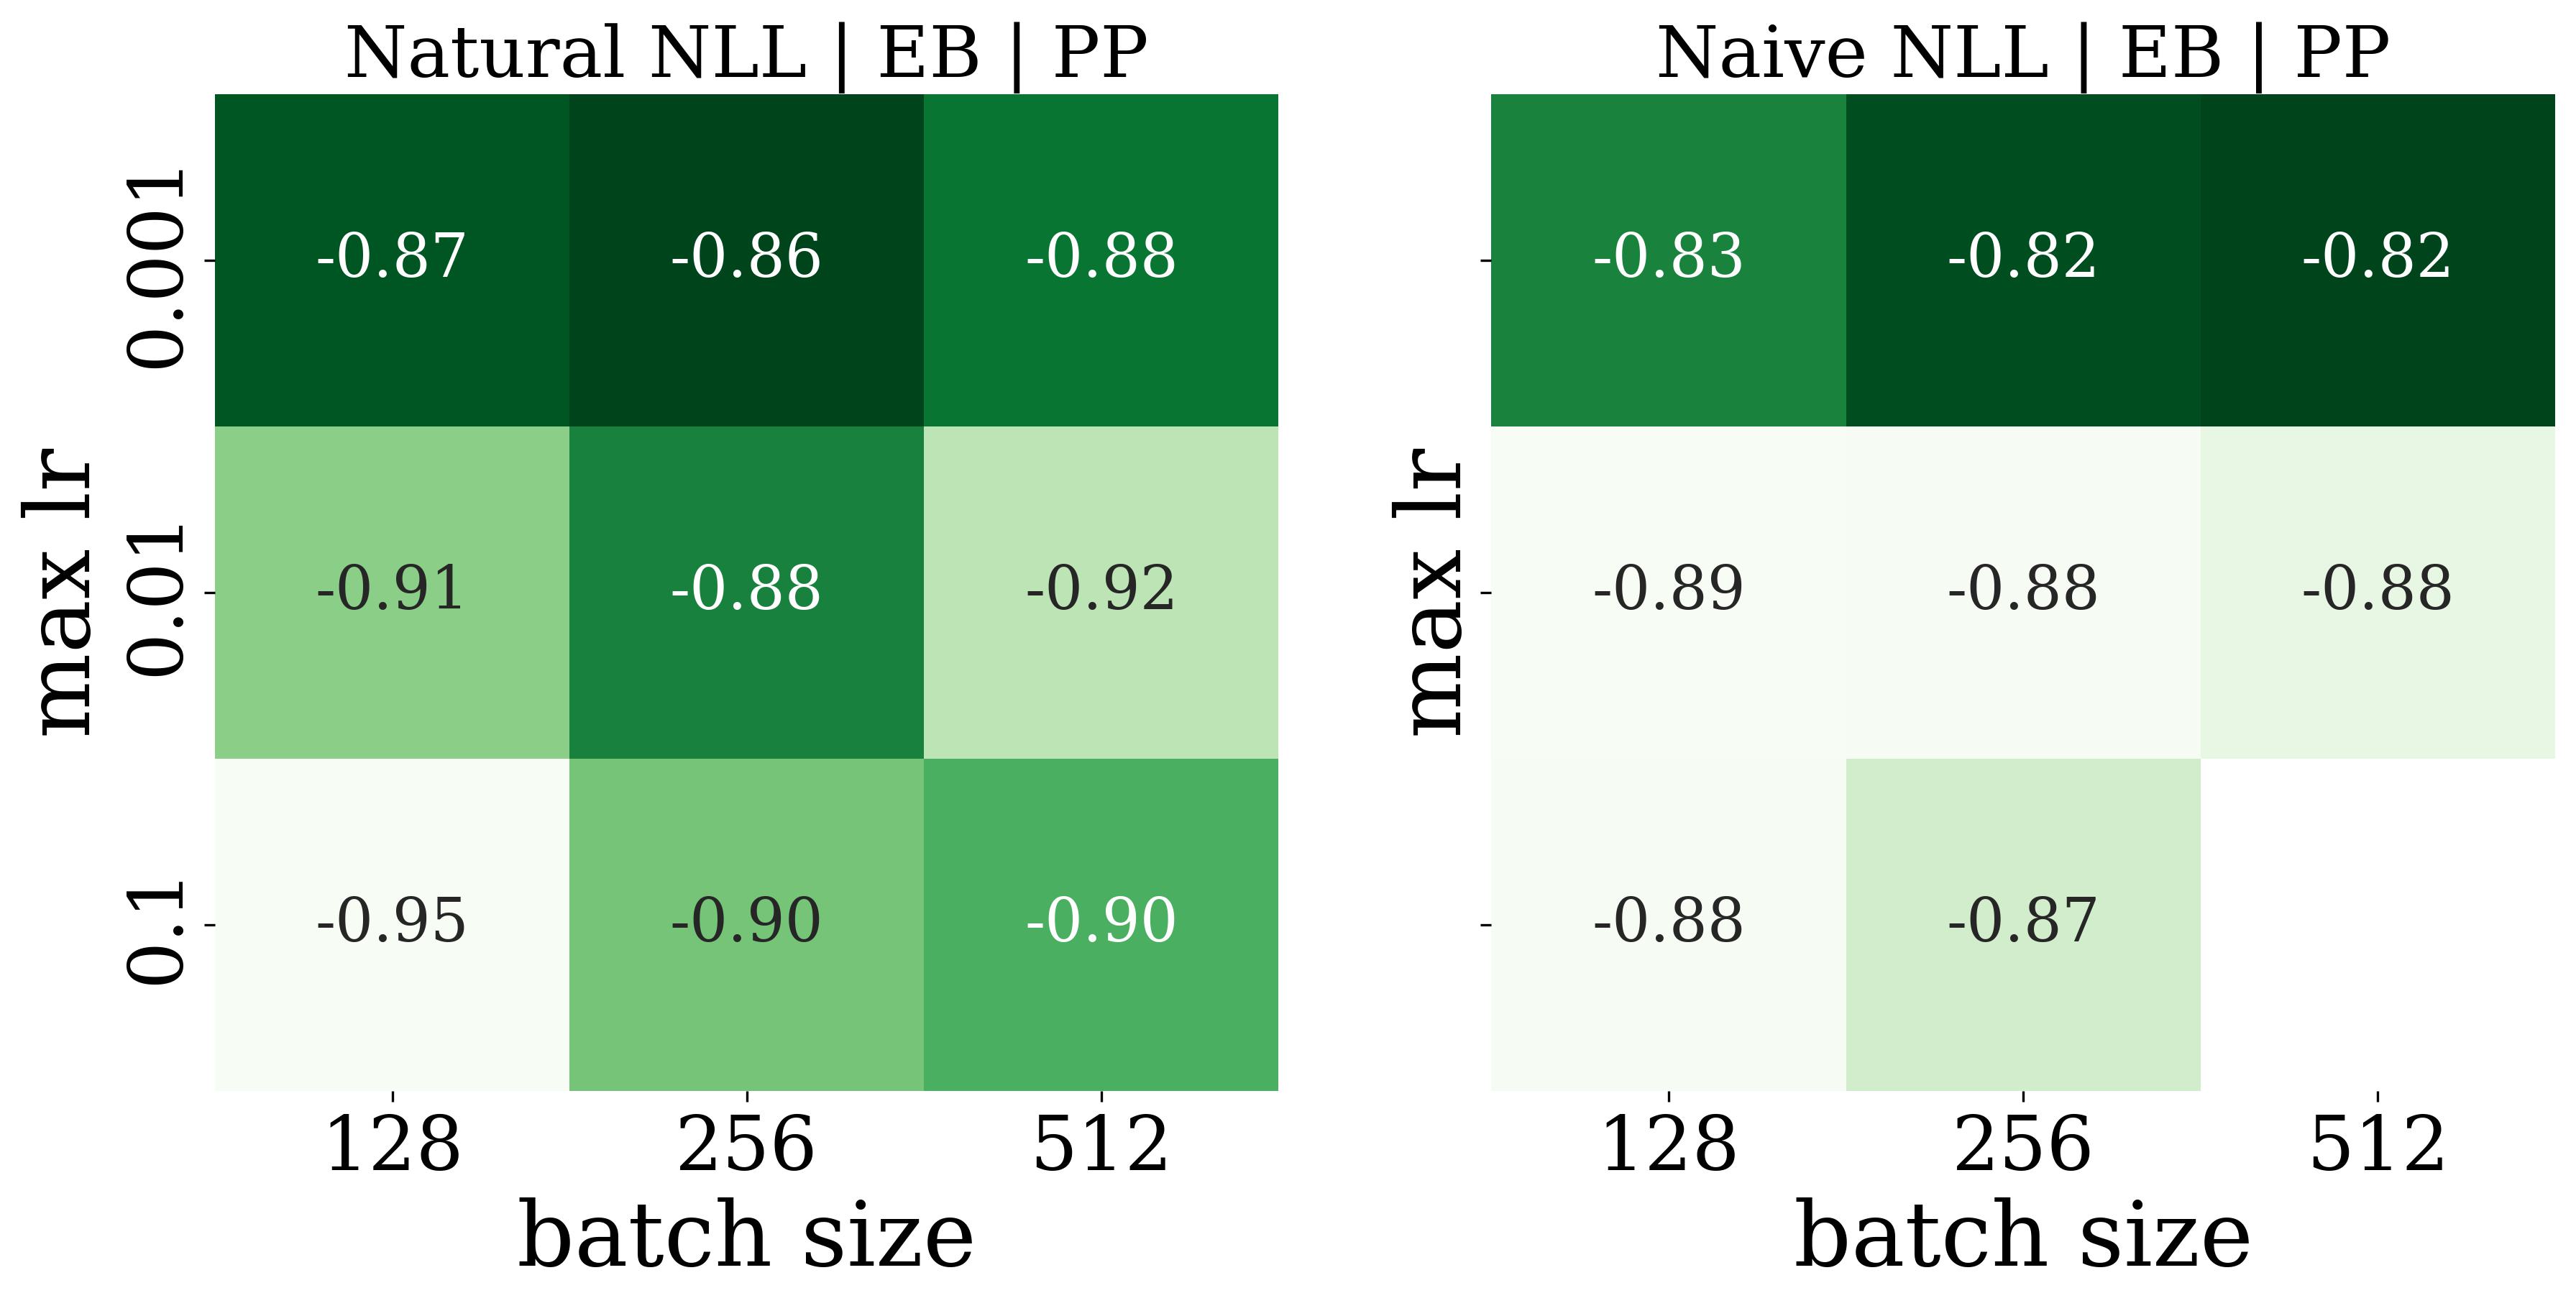 Natural NLL | EB | PP
max lr
0.001
-0.87 -0.86 -0.88
0.01
-0.91 -0.88 -0.92
0.1
-0.95 -0.90 -0.90
128 256 512
batch size
Naive NLL | EB | PP
max lr
-0.83 -0.82 -0.82
-0.89 -0.88 -0.88
-0.88 -0.87
128 256 512
batch size